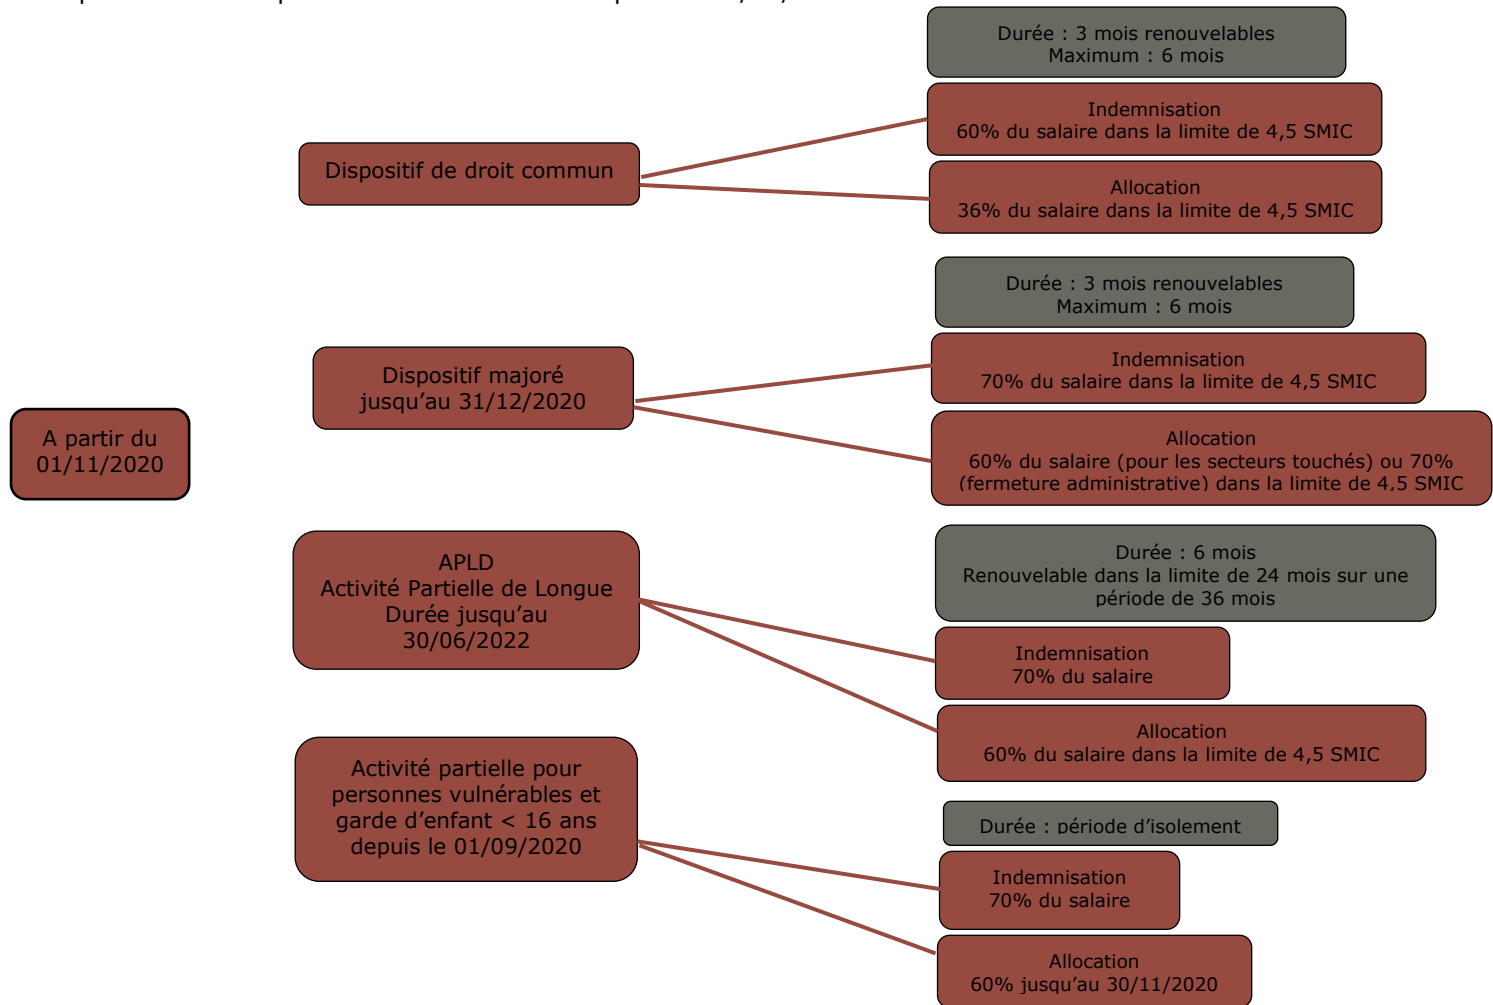 Durée : 3 mois renouvelables
Maximum : 6 mois
Indemnisation
60% du salaire dans la limite de 4,5 SMIC
Dispositif de droit commun
Allocation
36% du salaire dans la limite de 4,5 SMIC
Durée : 3 mois renouvelables
Maximum : 6 mois
Indemnisation
70% du salaire dans la limite de 4,5 SMIC
Dispositif majoré
jusqu’au 31/12/2020
Allocation
60% du salaire (pour les secteurs touchés) ou 70%
(fermeture administrative) dans la limite de 4,5 SMIC
A partir du
01/11/2020
APLD
Activité Partielle de Longue
Durée jusqu’au
30/06/2022
Durée : 6 mois
Renouvelable dans la limite de 24 mois sur une
période de 36 mois
Indemnisation
70% du salaire
Allocation
60% du salaire dans la limite de 4,5 SMIC
Activité partielle pour
personnes vulnérables et
garde d’enfant < 16 ans
depuis le 01/09/2020
Durée : période d’isolement
Indemnisation
70% du salaire
Allocation
60% jusqu’au 30/11/2020